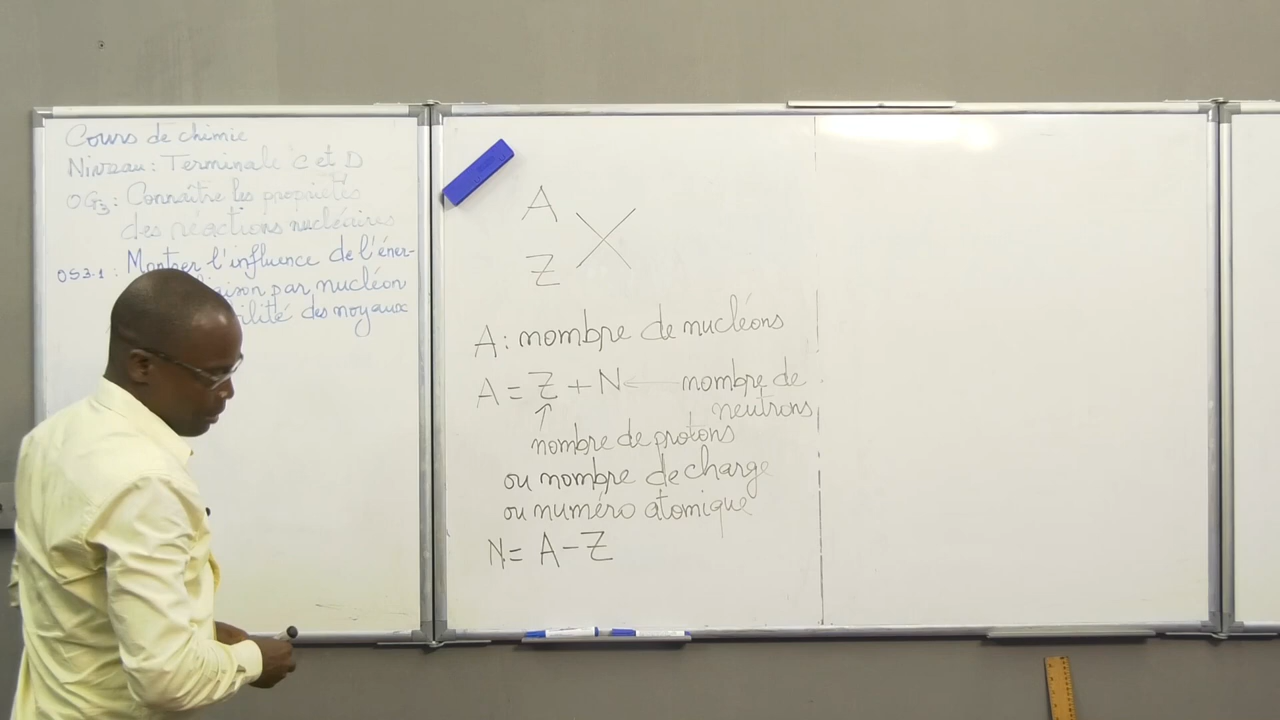 Cours de chimie
Niveau : Terminale C et D
OG3 : Connaître les propriétés
des réactions nucléaires
OS3.1 : Montrer l'influence de l'éner-
par nucléon
des noyaux
A
X
Z
A : nombre de nucléons
A = Z + N ← nombre de
neutrons
↑
nombre de protons
ou nombre de charge
ou numéro atomique
N = A - Z